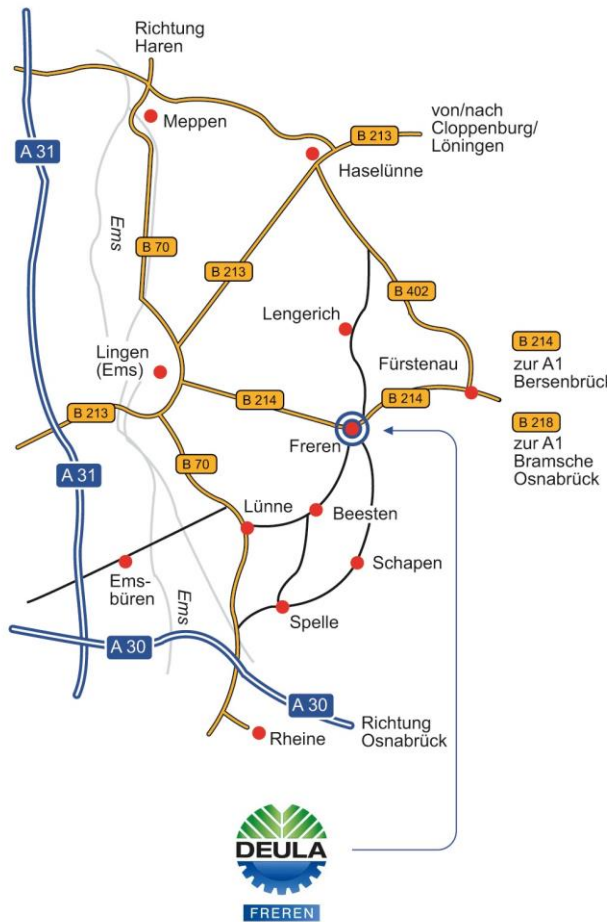 Richtung
Haren
A 31
Meppen
B 213
von/nach
Cloppenburg/
Löningen
Haselünne
Ems
B 70
B 213
B 402
Lengerich
B 214
zur A1
Bersenbrück
Lingen
(Ems)
Fürstenau
B 213
B 214
B 214
B 218
zur A1
Bramsche
Osnabrück
Freren
B 70
A 31
Lünne
Beesten
Schapen
Ems-
büren
Ems
Spelle
A 30
A 30
Richtung
Osnabrück
Rheine
DEULA
FREREN